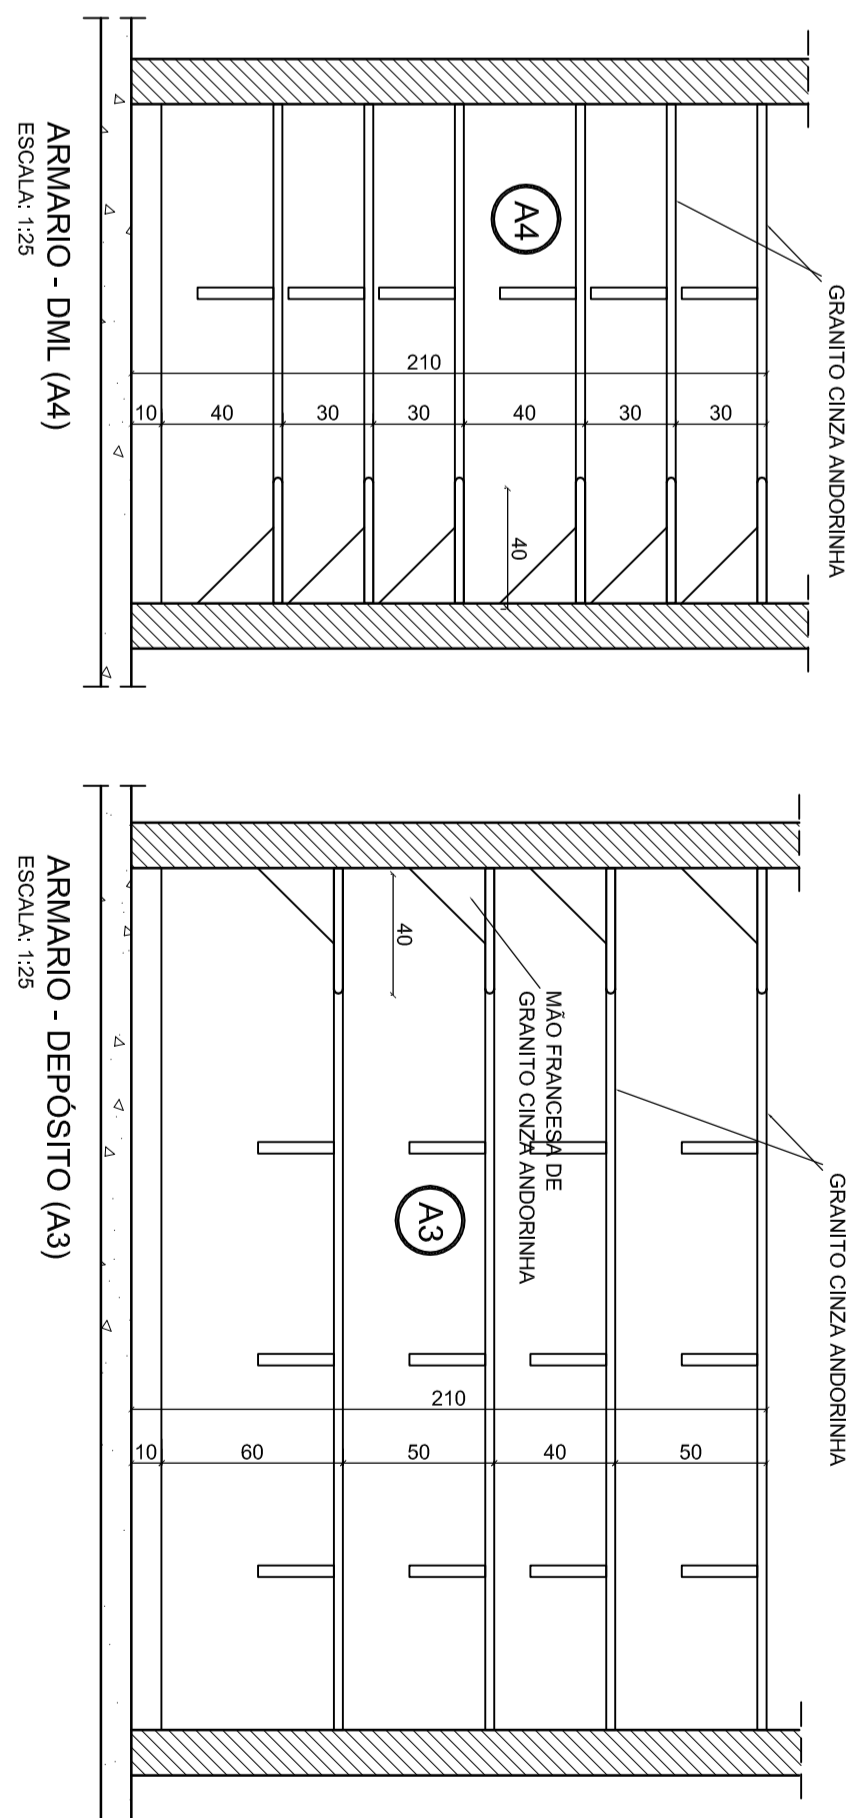 GRANITO CINZA ANDORINHA
A4
210
10
40
30
30
40
30
30
40
ARMARIO - DML (A4)
ESCALA: 1:25
GRANITO CINZA ANDORINHA
MÃO FRANCESA DE
GRANITO CINZA ANDORINHA
40
A3
210
10
60
50
40
50
ARMARIO - DEPÓSITO (A3)
ESCALA: 1:25